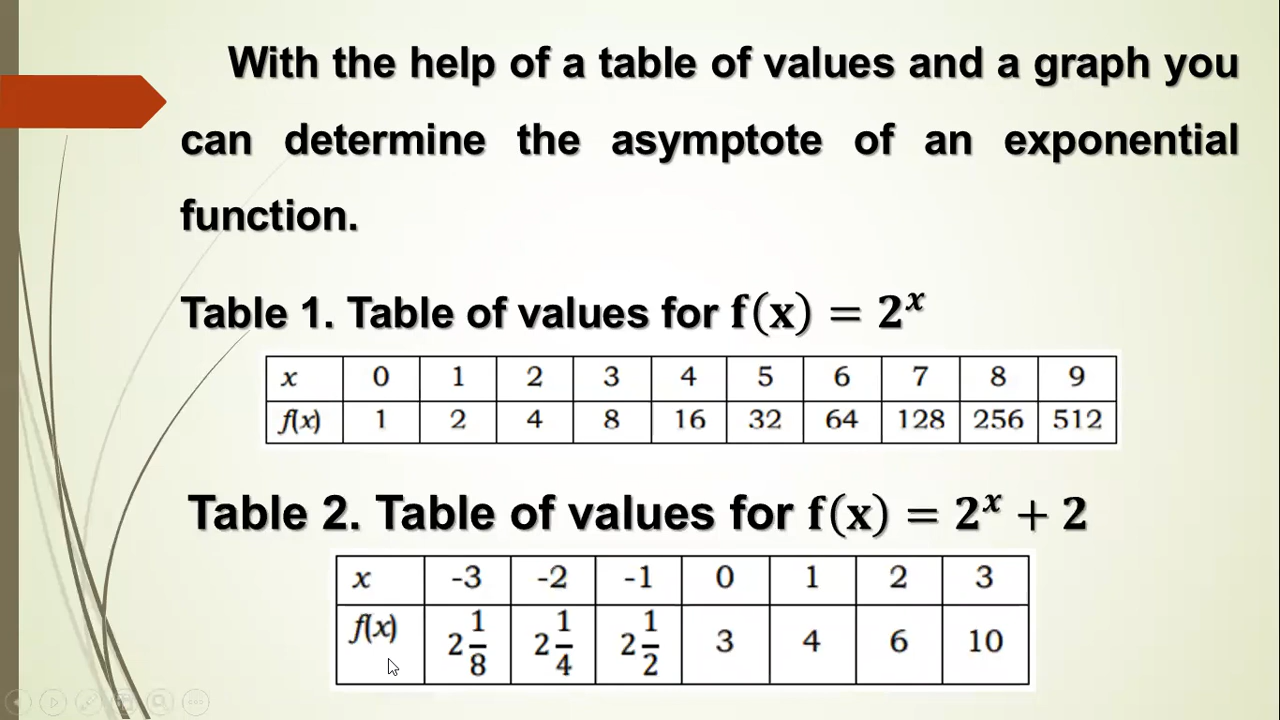 With the help of a table of values and a graph you
can determine the asymptote of an exponential
function.
Table 1. Table of values for f(x) = 2ˣ
x 0 1 2 3 4 5 6 7 8 9
f(x) 1 2 4 8 16 32 64 128 256 512
Table 2. Table of values for f(x) = 2ˣ + 2
x -3 -2 -1 0 1 2 3
f(x) 2 1/8 2 1/4 2 1/2 3 4 6 10